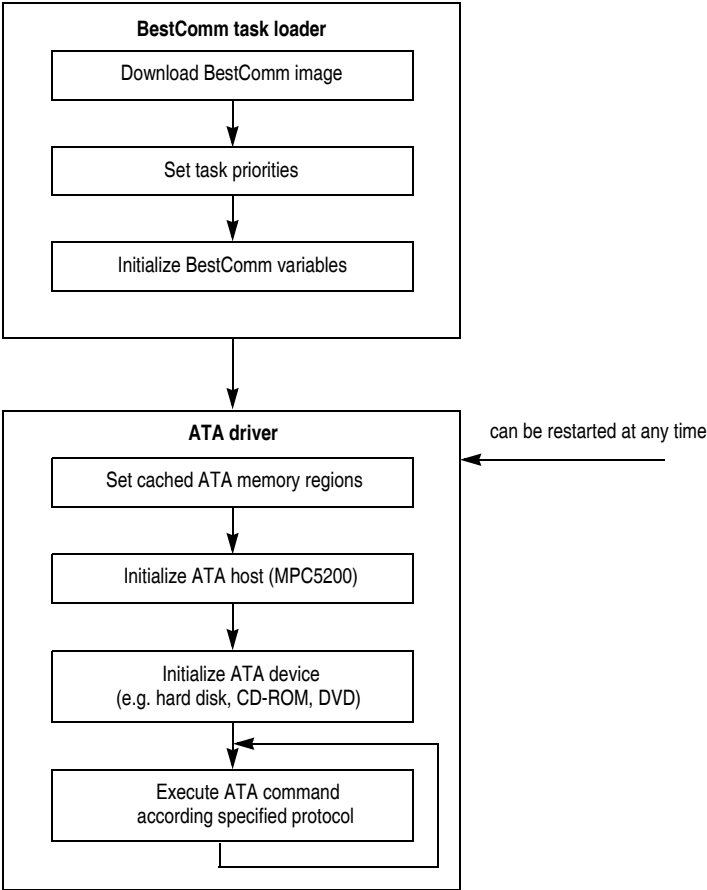 BestComm task loader
Download BestComm image
Set task priorities
Initialize BestComm variables
ATA driver
can be restarted at any time
Set cached ATA memory regions
Initialize ATA host (MPC5200)
Initialize ATA device
(e.g. hard disk, CD-ROM, DVD)
Execute ATA command
according specified protocol